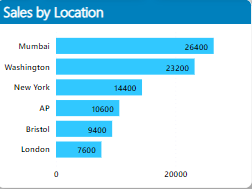 Sales by Location
Mumbai 26400
Washington 23200
New York 14400
AP 10600
Bristol 9400
London 7600
0 20000